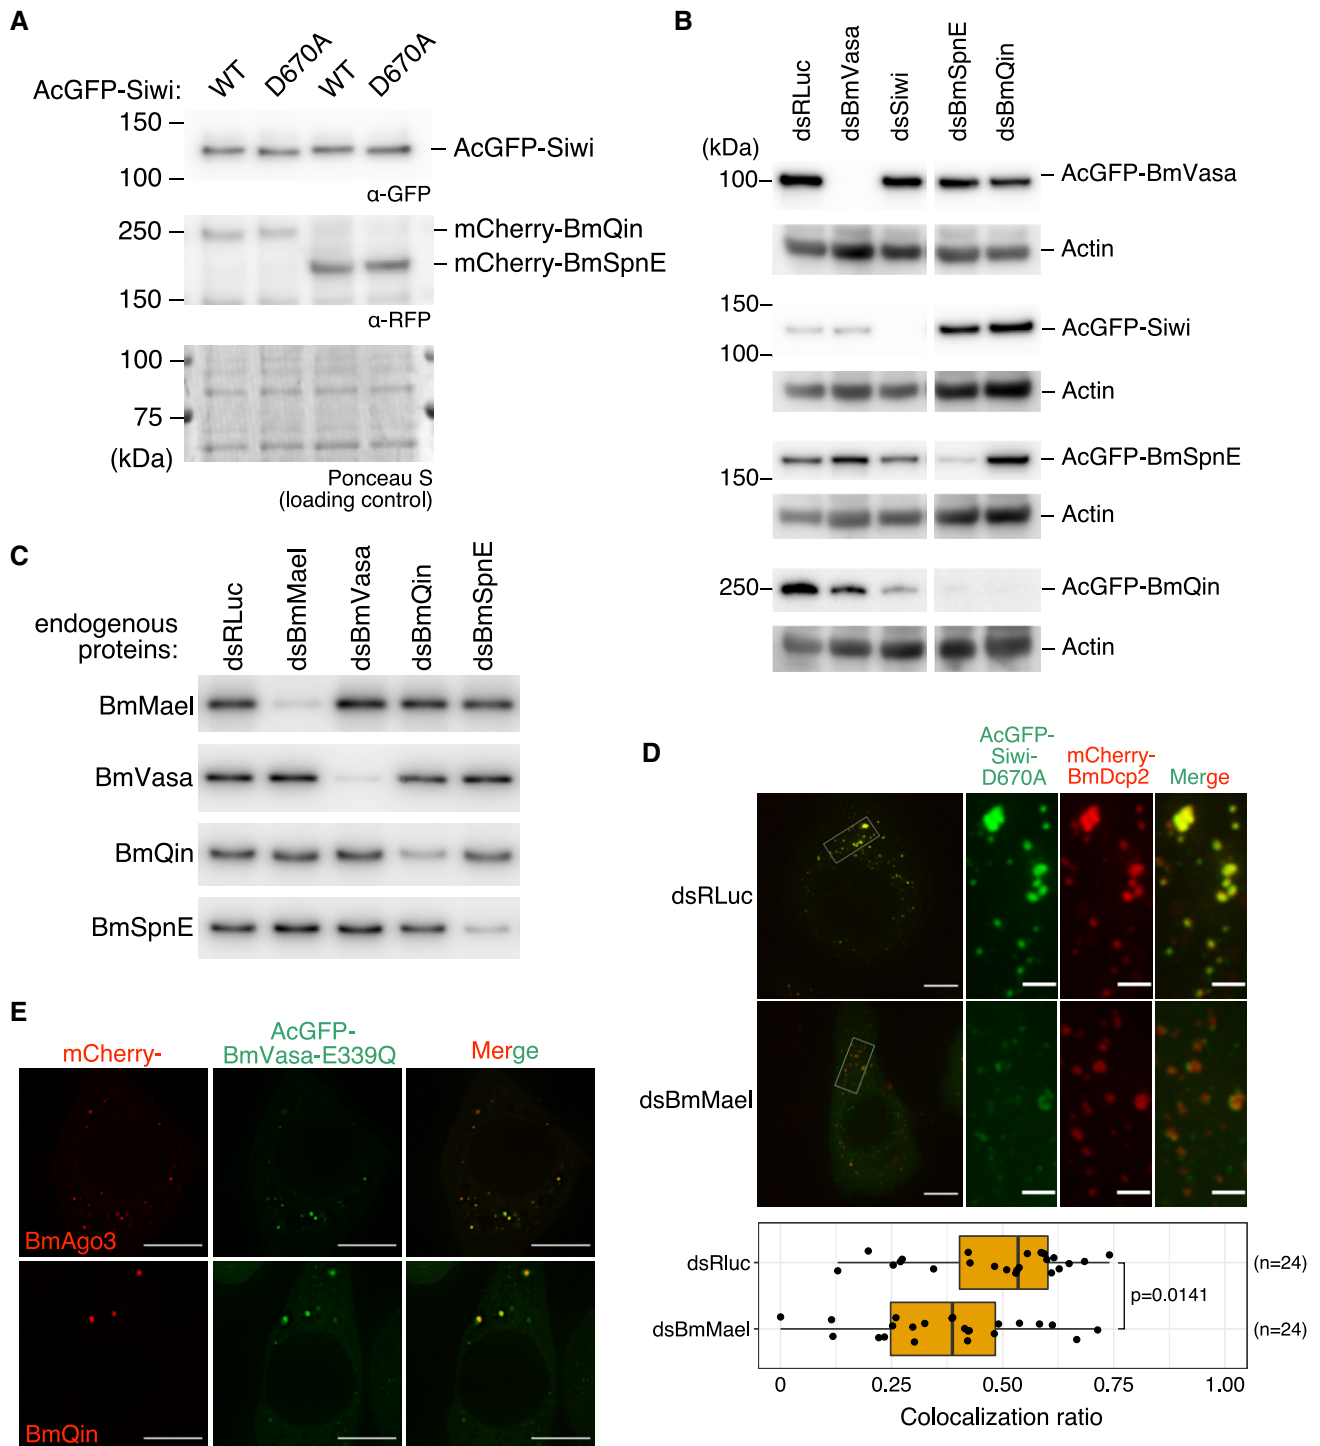 A
AcGFP-Siwi:
WT
D670A
WT
D670A
150
100
AcGFP-Siwi
α-GFP
250
150
mCherry-BmQin
mCherry-BmSpnE
α-RFP
100
75
(kDa)
Ponceau S
(loading control)
B
dsRLuc
dsBmVasa
dsSiwi
dsBmSpnE
dsBmQin
(kDa)
100
AcGFP-BmVasa
Actin
150
100
AcGFP-Siwi
Actin
150
AcGFP-BmSpnE
Actin
250
AcGFP-BmQin
Actin
C
endogenous
proteins:
dsRLuc
dsBmMael
dsBmVasa
dsBmQin
dsBmSpnE
BmMael
BmVasa
BmQin
BmSpnE
D
AcGFP-
Siwi-
D670A
mCherry-
BmDcp2
Merge
dsRLuc
dsBmMael
dsRluc
dsBmMael
(n=24)
(n=24)
p=0.0141
0
0.25
0.50
0.75
1.00
Colocalization ratio
E
mCherry-
AcGFP-
BmVasa-E339Q
Merge
BmAgo3
BmQin